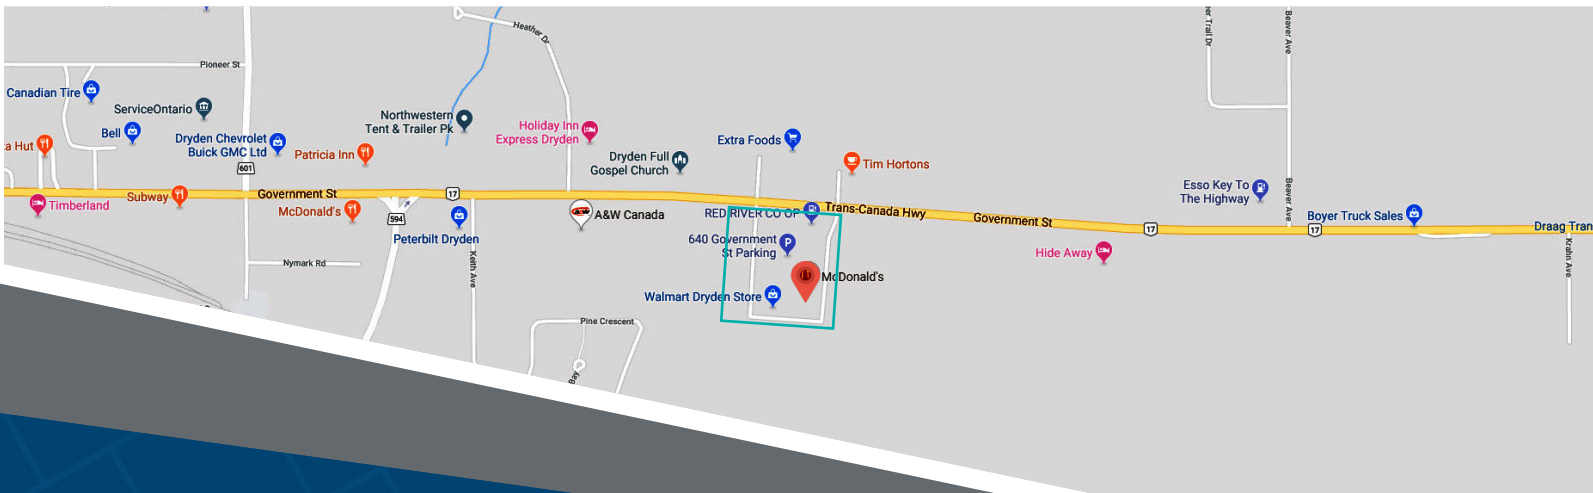 Heather Dr
Beaver Ave
Pioneer St
Canadian Tire
ServiceOntario
Bell
Dryden Chevrolet
Buick GMC Ltd
Patricia Inn
Northwestern
Tent & Trailer Pk
Holiday Inn
Express Dryden
Dryden Full
Gospel Church
Extra Foods
Tim Hortons
601
Timberland
Subway
Government St
McDonald's
594
17
Peterbilt Dryden
Keith Ave
A&W Canada
RED RIVER CO OP
Trans-Canada Hwy
Government St
640 Government
St Parking
McDonald's
Walmart Dryden Store
Esso Key To
The Highway
Beaver Ave
Boyer Truck Sales
17
17
Hide Away
Krahn Ave
Nymark Rd
Pine Crescent
Bay
Trail Dr
Hut
Draag Tran